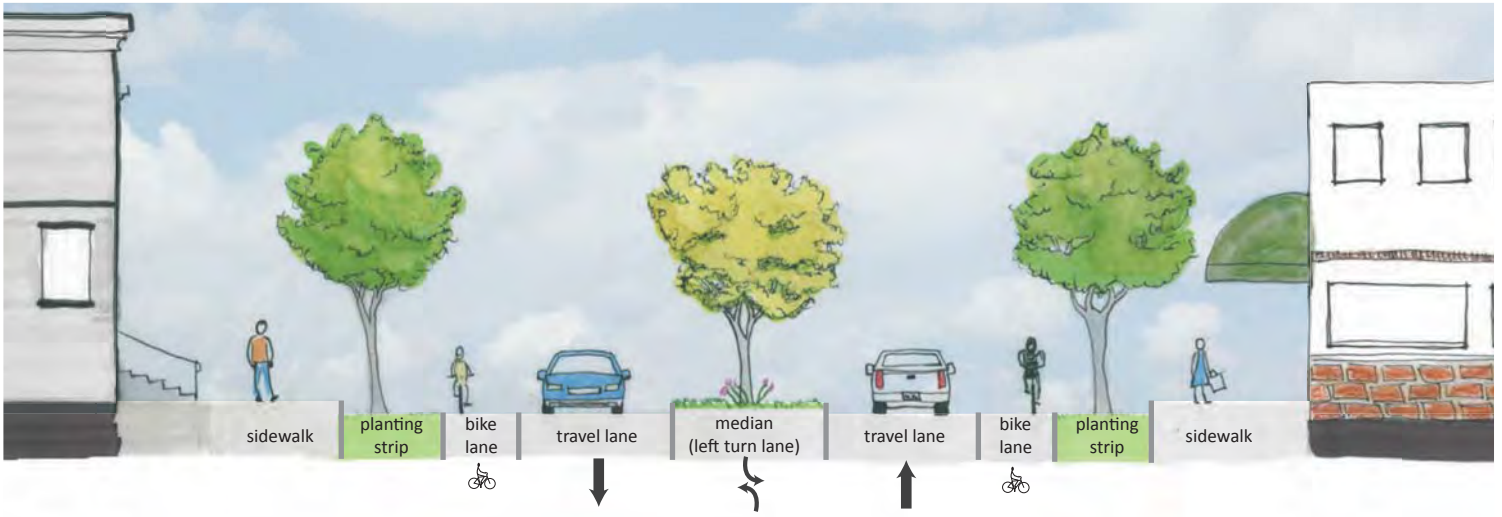 sidewalk
planting
strip
bike
lane
travel lane
median
(left turn lane)
travel lane
bike
lane
planting
strip
sidewalk